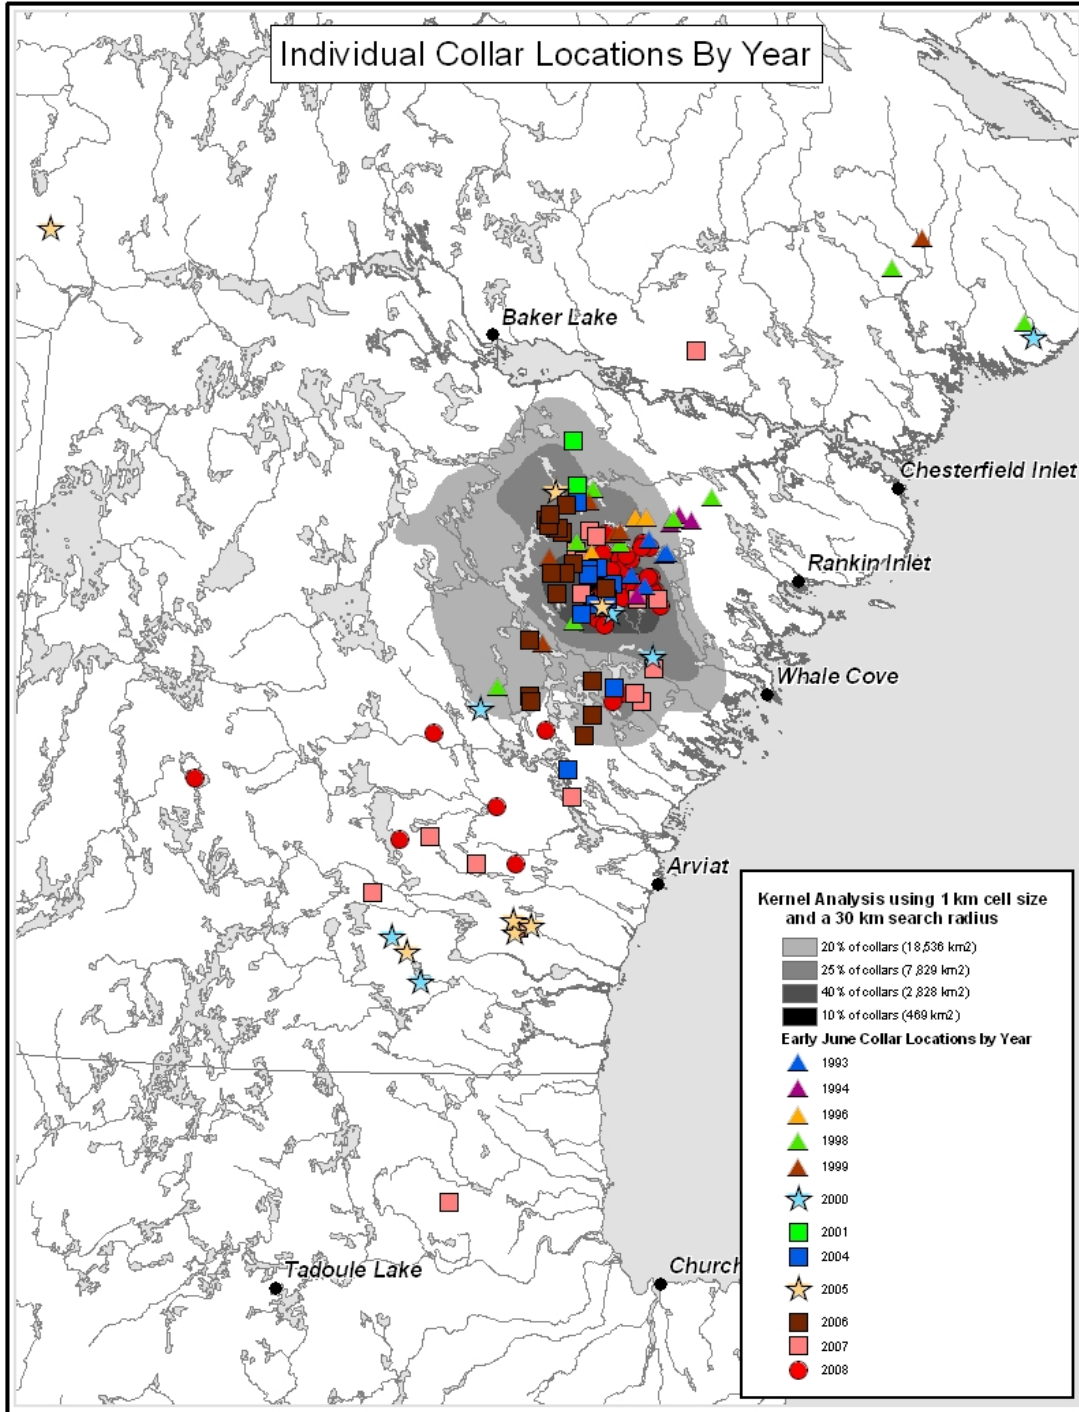 Individual Collar Locations By Year
Baker Lake
Chesterfield Inlet
Rankin Inlet
Whale Cove
Arviat
Kernel Analysis using 1 km cell size
and a 30 km search radius
20% of collars (18,536 km2)
25% of collars (7,829 km2)
40% of collars (2,828 km2)
10% of collars (469 km2)
Early June Collar Locations by Year
1993
1994
1996
1998
1999
2000
2001
2004
2005
2006
2007
2008
Tadoule Lake
Church